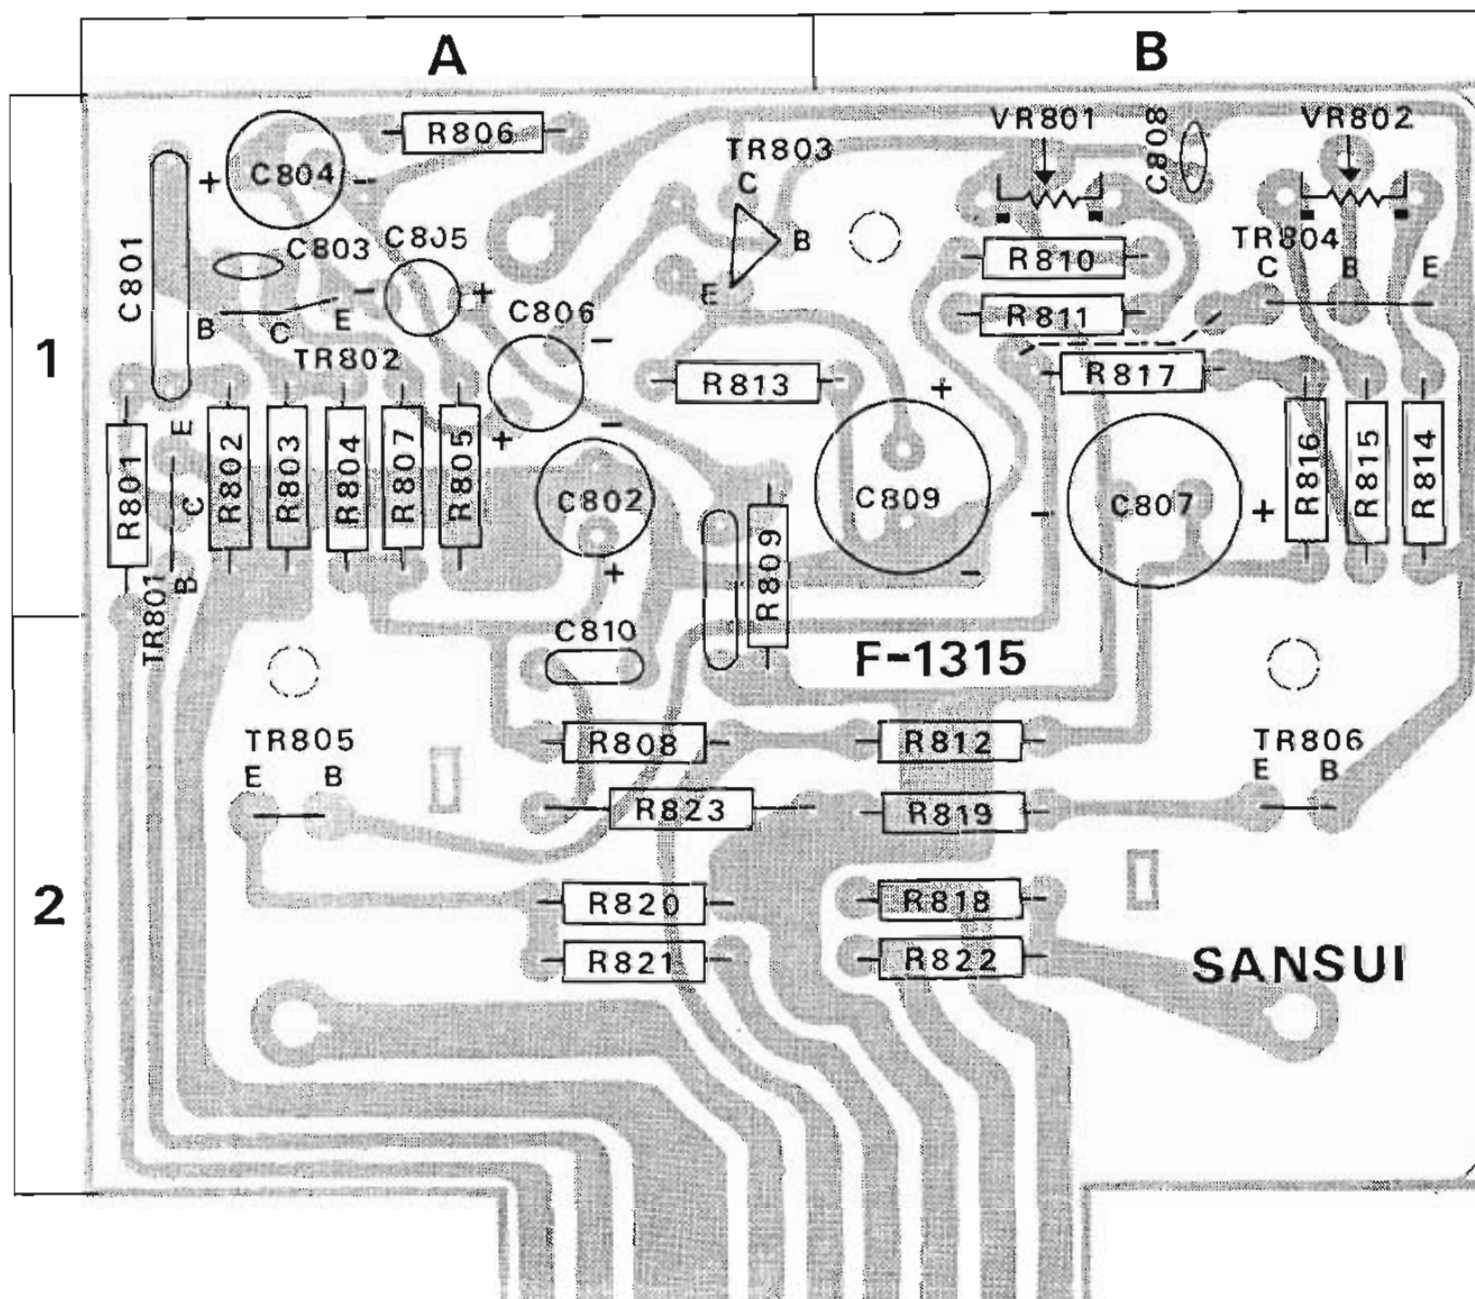 A
B
1
2
R806
VR801
C808
VR802
TR803
C
B
E
+
C804
-
C801
C803
C805
-
+
C806
-
+
B
C
E
TR802
R810
R811
TR804
C
B
E
R817
R813
E
C
B
TR801
R801
R802
R803
R804
R807
R805
-
C802
+
+
C809
-
-
C807
+
R816
R815
R814
R809
C810
F-1315
TR805
E
B
R808
R812
TR806
E
B
R823
R819
R820
R818
R821
R822
SANSUI